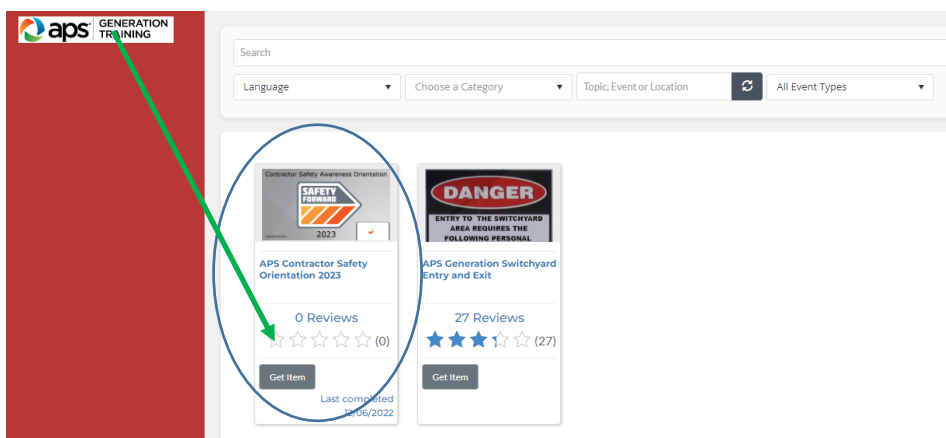 aps GENERATION
TRAINING
Search
Language
Choose a Category
Topic, Event or Location
All Event Types
Contractor Safety Awareness Orientation
SAFETY
FORWARD
2023
DANGER
ENTRY TO THE SWITCHYARD
AREA REQUIRES THE
FOLLOWING PERSONAL
APS Contractor Safety
Orientation 2023
APS Generation Switchyard
Entry and Exit
0 Reviews
(0)
27 Reviews
(27)
Get Item
Get Item
Last completed
12/06/2022